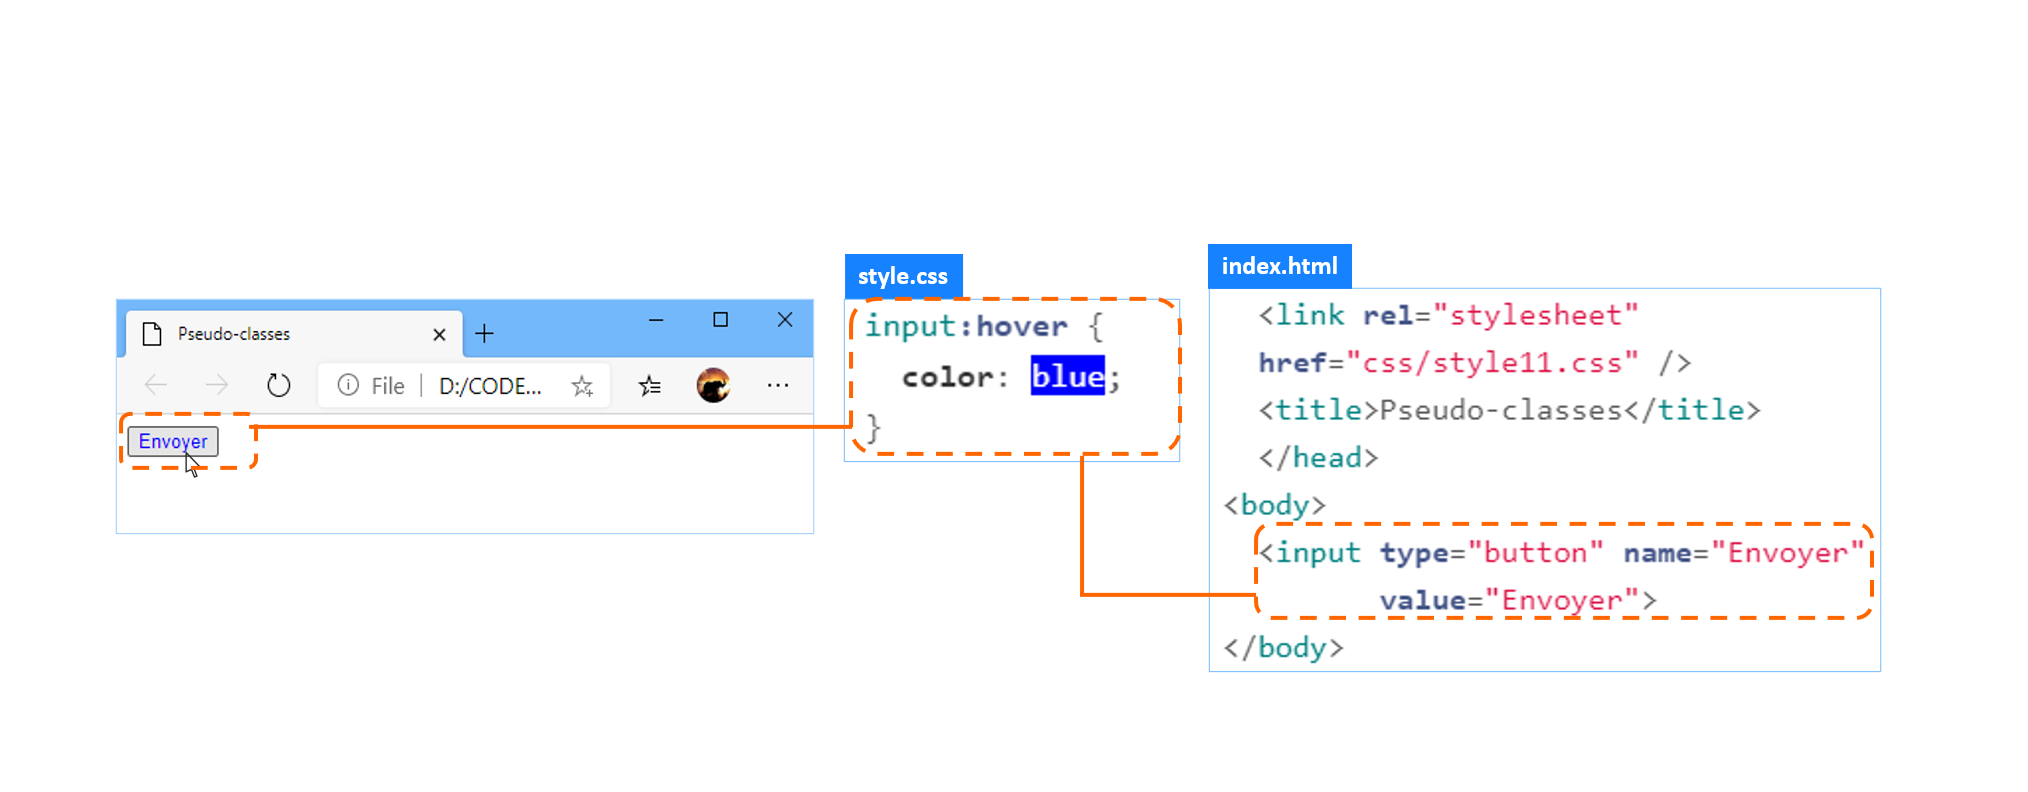 Pseudo-classes
File | D:/CODE...
Envoyer
style.css
input:hover {
color: blue;
}
index.html
<link rel="stylesheet"
href="css/style11.css" />
<title>Pseudo-classes</title>
</head>
<body>
<input type="button" name="Envoyer"
value="Envoyer">
</body>